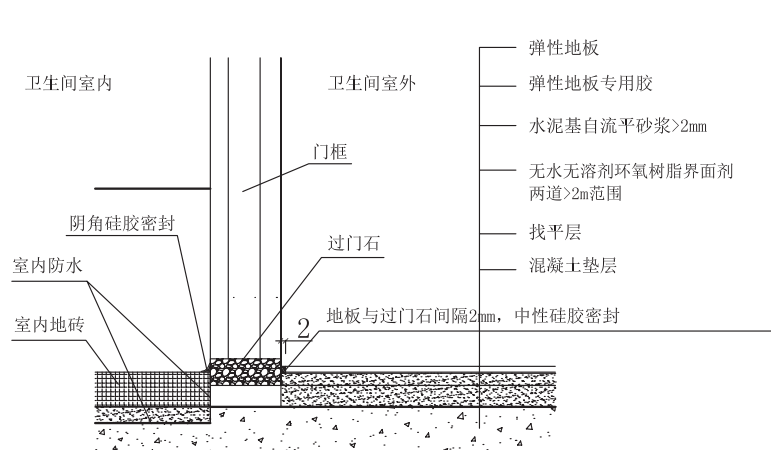 弹性地板
卫生间室内
卫生间室外
弹性地板专用胶
水泥基自流平砂浆>2mm
门框
无水无溶剂环氧树脂界面剂
两道>2m范围
阴角硅胶密封
过门石
找平层
室内防水
混凝土垫层
室内地砖
2
地板与过门石间隔2mm，中性硅胶密封